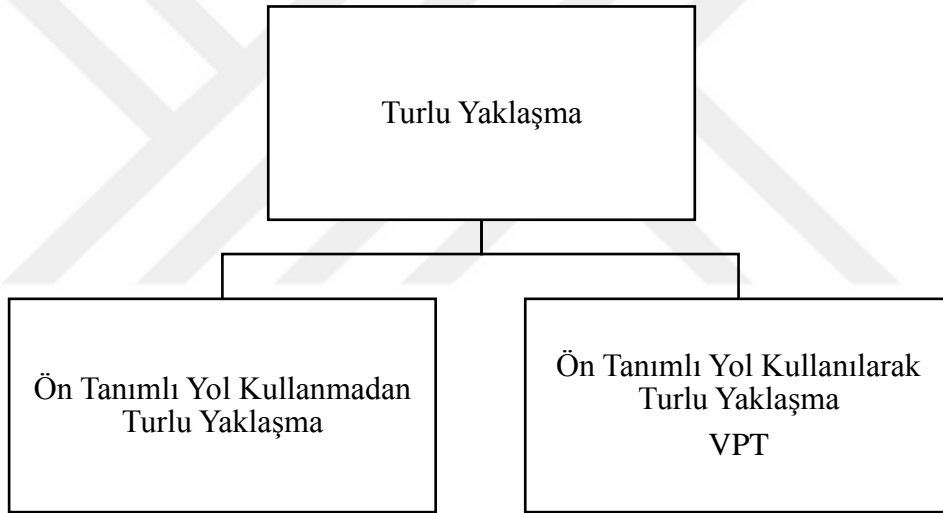 Turlu Yaklaşma
Ön Tanımlı Yol Kullanmadan
Turlu Yaklaşma
Ön Tanımlı Yol Kullanılarak
Turlu Yaklaşma
VPT